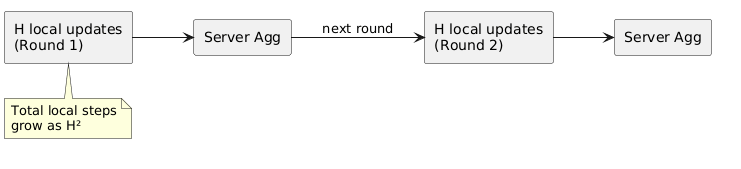 H local updates
(Round 1)
Server Agg
next round
H local updates
(Round 2)
Server Agg
Total local steps
grow as H²